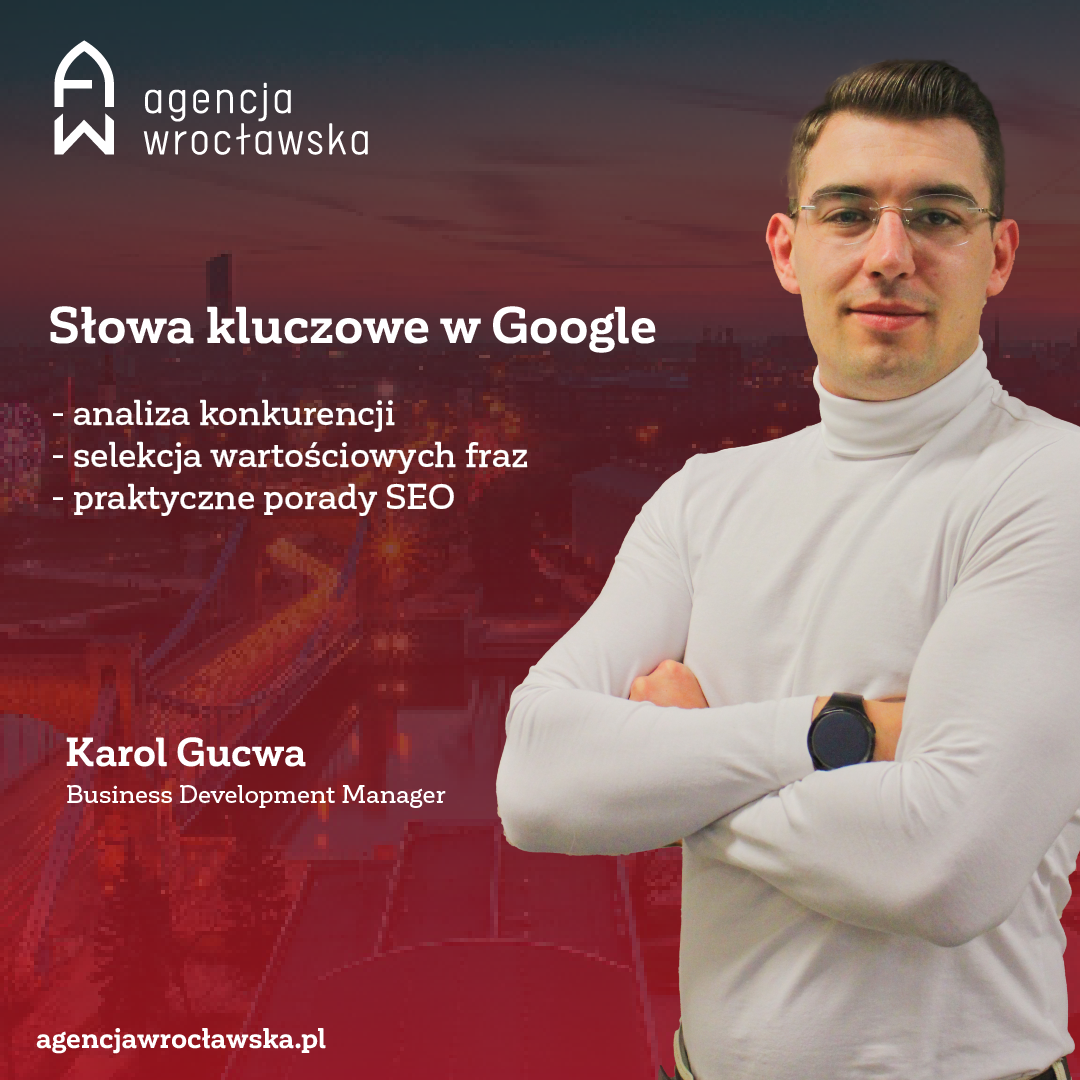 agencja
wrocławska
Słowa kluczowe w Google
- analiza konkurencji
- selekcja wartościowych fraz
- praktyczne porady SEO
Karol Gucwa
Business Development Manager
agencjawrocławska.pl